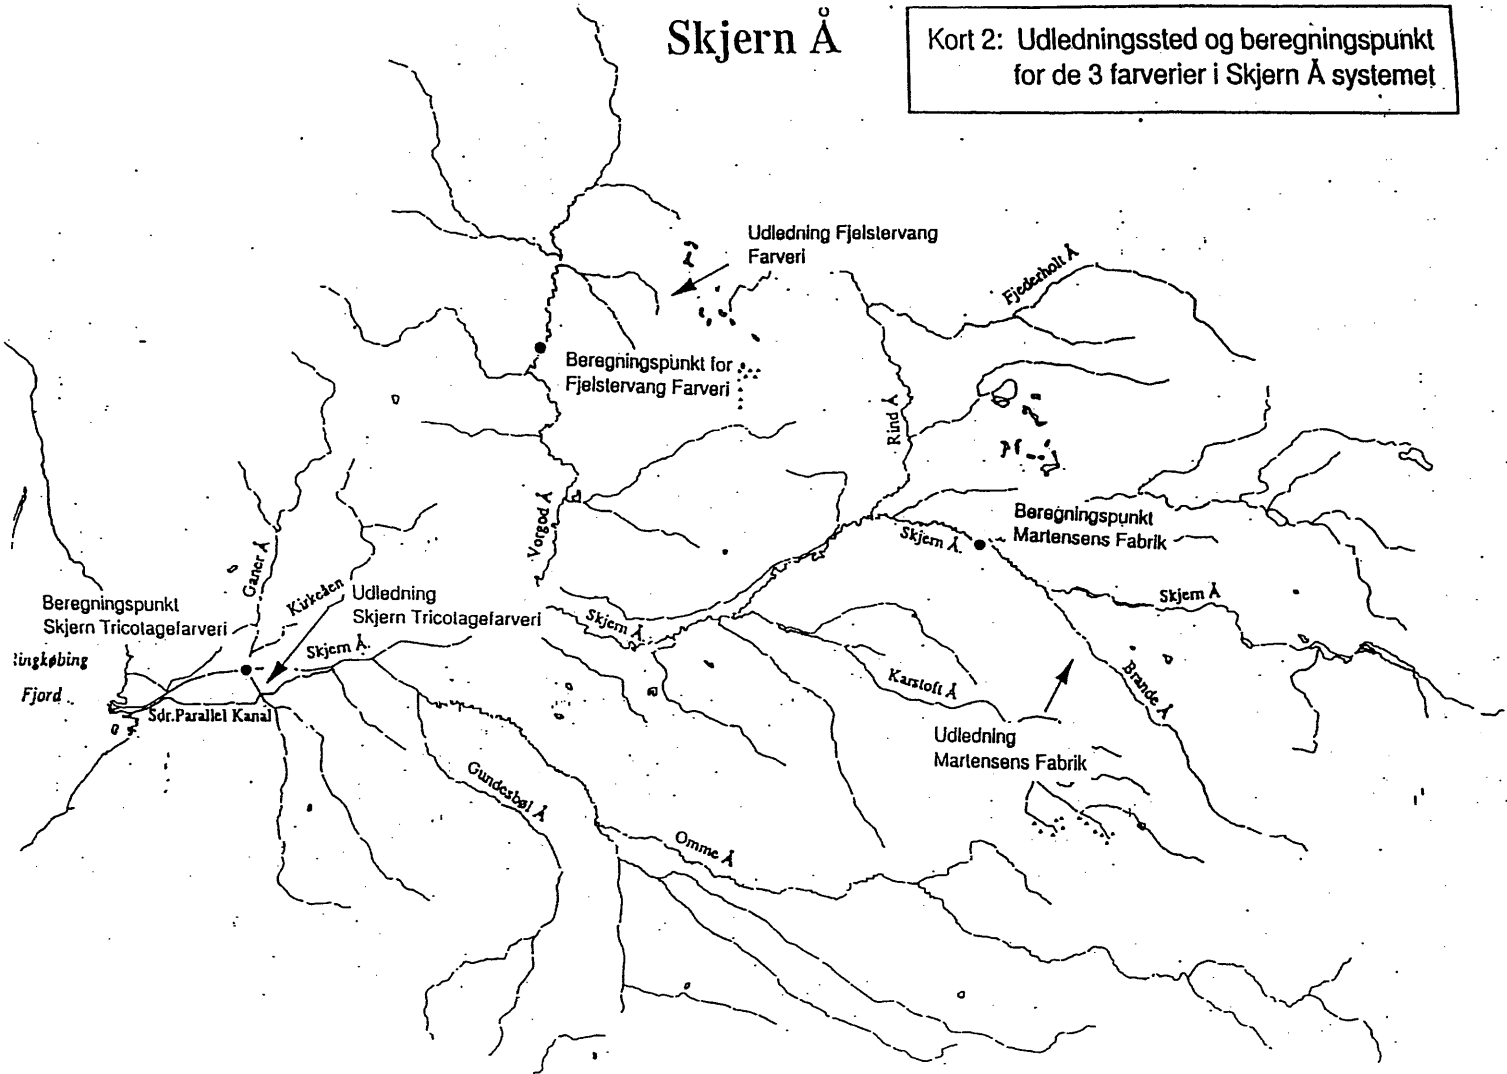 Skjern Å
Kort 2: Udledningssted og beregningspunkt
for de 3 farverier i Skjern Å systemet
Udledning Fjelstervang
Farveri
Fjederholt Å
Beregningspunkt for
Fjelstervang Farveri
Rind Å
Vorgod Å
Beregningspunkt
Martensens Fabrik
Skjern Å.
Ganer Å
Kirkeåen
Udledning
Skjern Tricotagefarveri
Beregningspunkt
Skjern Tricotagefarveri
Skjern Å
Skjern Å.
Skjern Å.
Ringkøbing
Fjord
Sdr. Parallel Kanal
Karstoft Å
Brande Å
Udledning
Martensens Fabrik
Gundesbøl Å
Omme Å